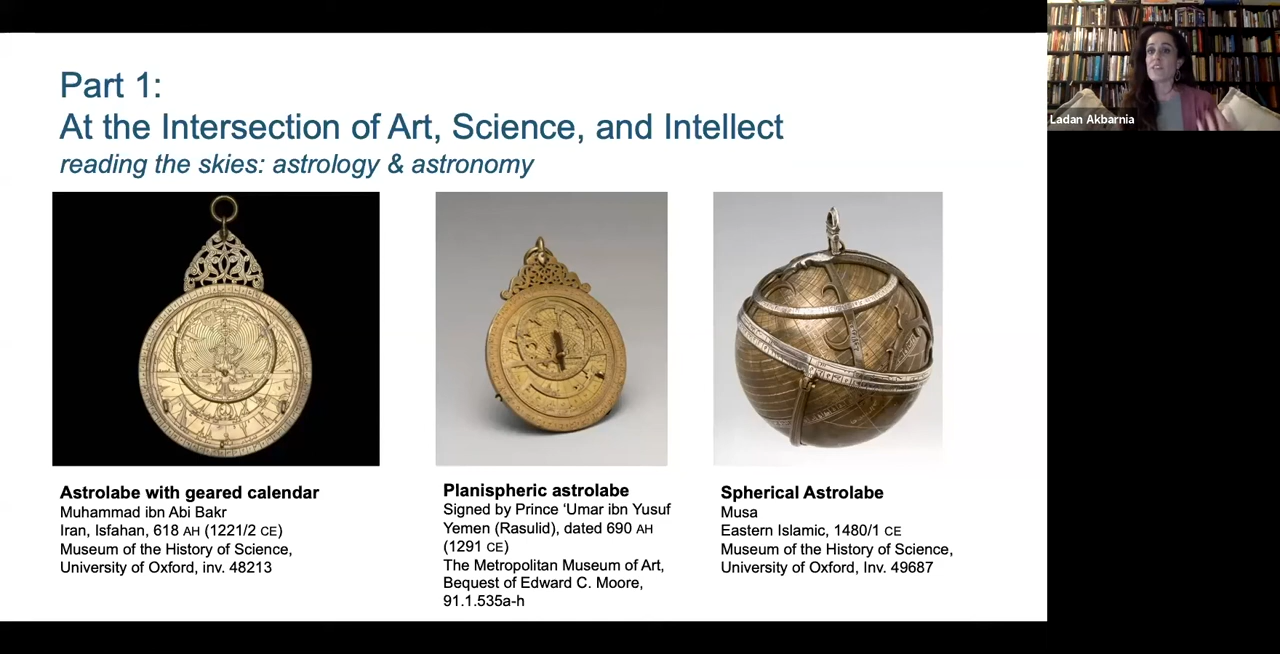 Part 1:
At the Intersection of Art, Science, and Intellect
reading the skies: astrology & astronomy
Astrolabe with geared calendar
Muhammad ibn Abi Bakr
Iran, Isfahan, 618 AH (1221/2 CE)
Museum of the History of Science,
University of Oxford, inv. 48213
Planispheric astrolabe
Signed by Prince ‘Umar ibn Yusuf
Yemen (Rasulid), dated 690 AH
(1291 CE)
The Metropolitan Museum of Art,
Bequest of Edward C. Moore,
91.1.535a-h
Spherical Astrolabe
Musa
Eastern Islamic, 1480/1 CE
Museum of the History of Science,
University of Oxford, Inv. 49687
Ladan Akbarnia